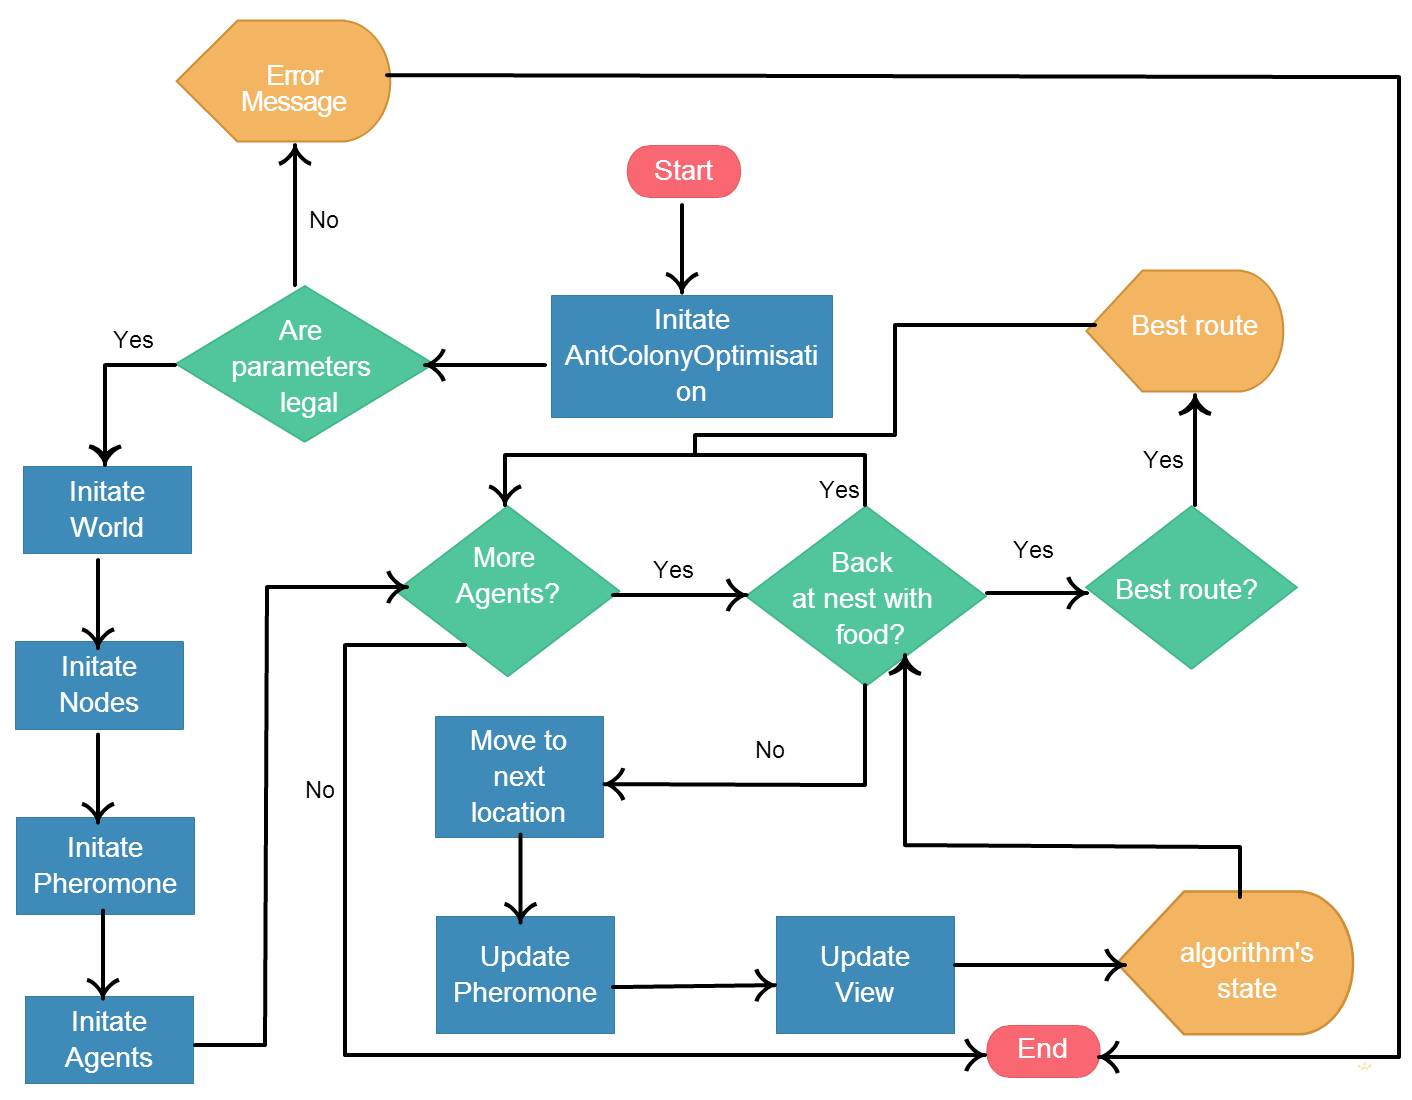 Error
Message
Start
No
Initate
AntColonyOptimisati
on
Are
parameters
legal
Yes
Best route
Yes
Initate
World
Yes
More
Agents?
Yes
Back
at nest with
food?
Yes
Best route?
Initate
Nodes
Move to
next
location
No
No
Initate
Pheromone
Update
Pheromone
Update
View
algorithm's
state
Initate
Agents
End